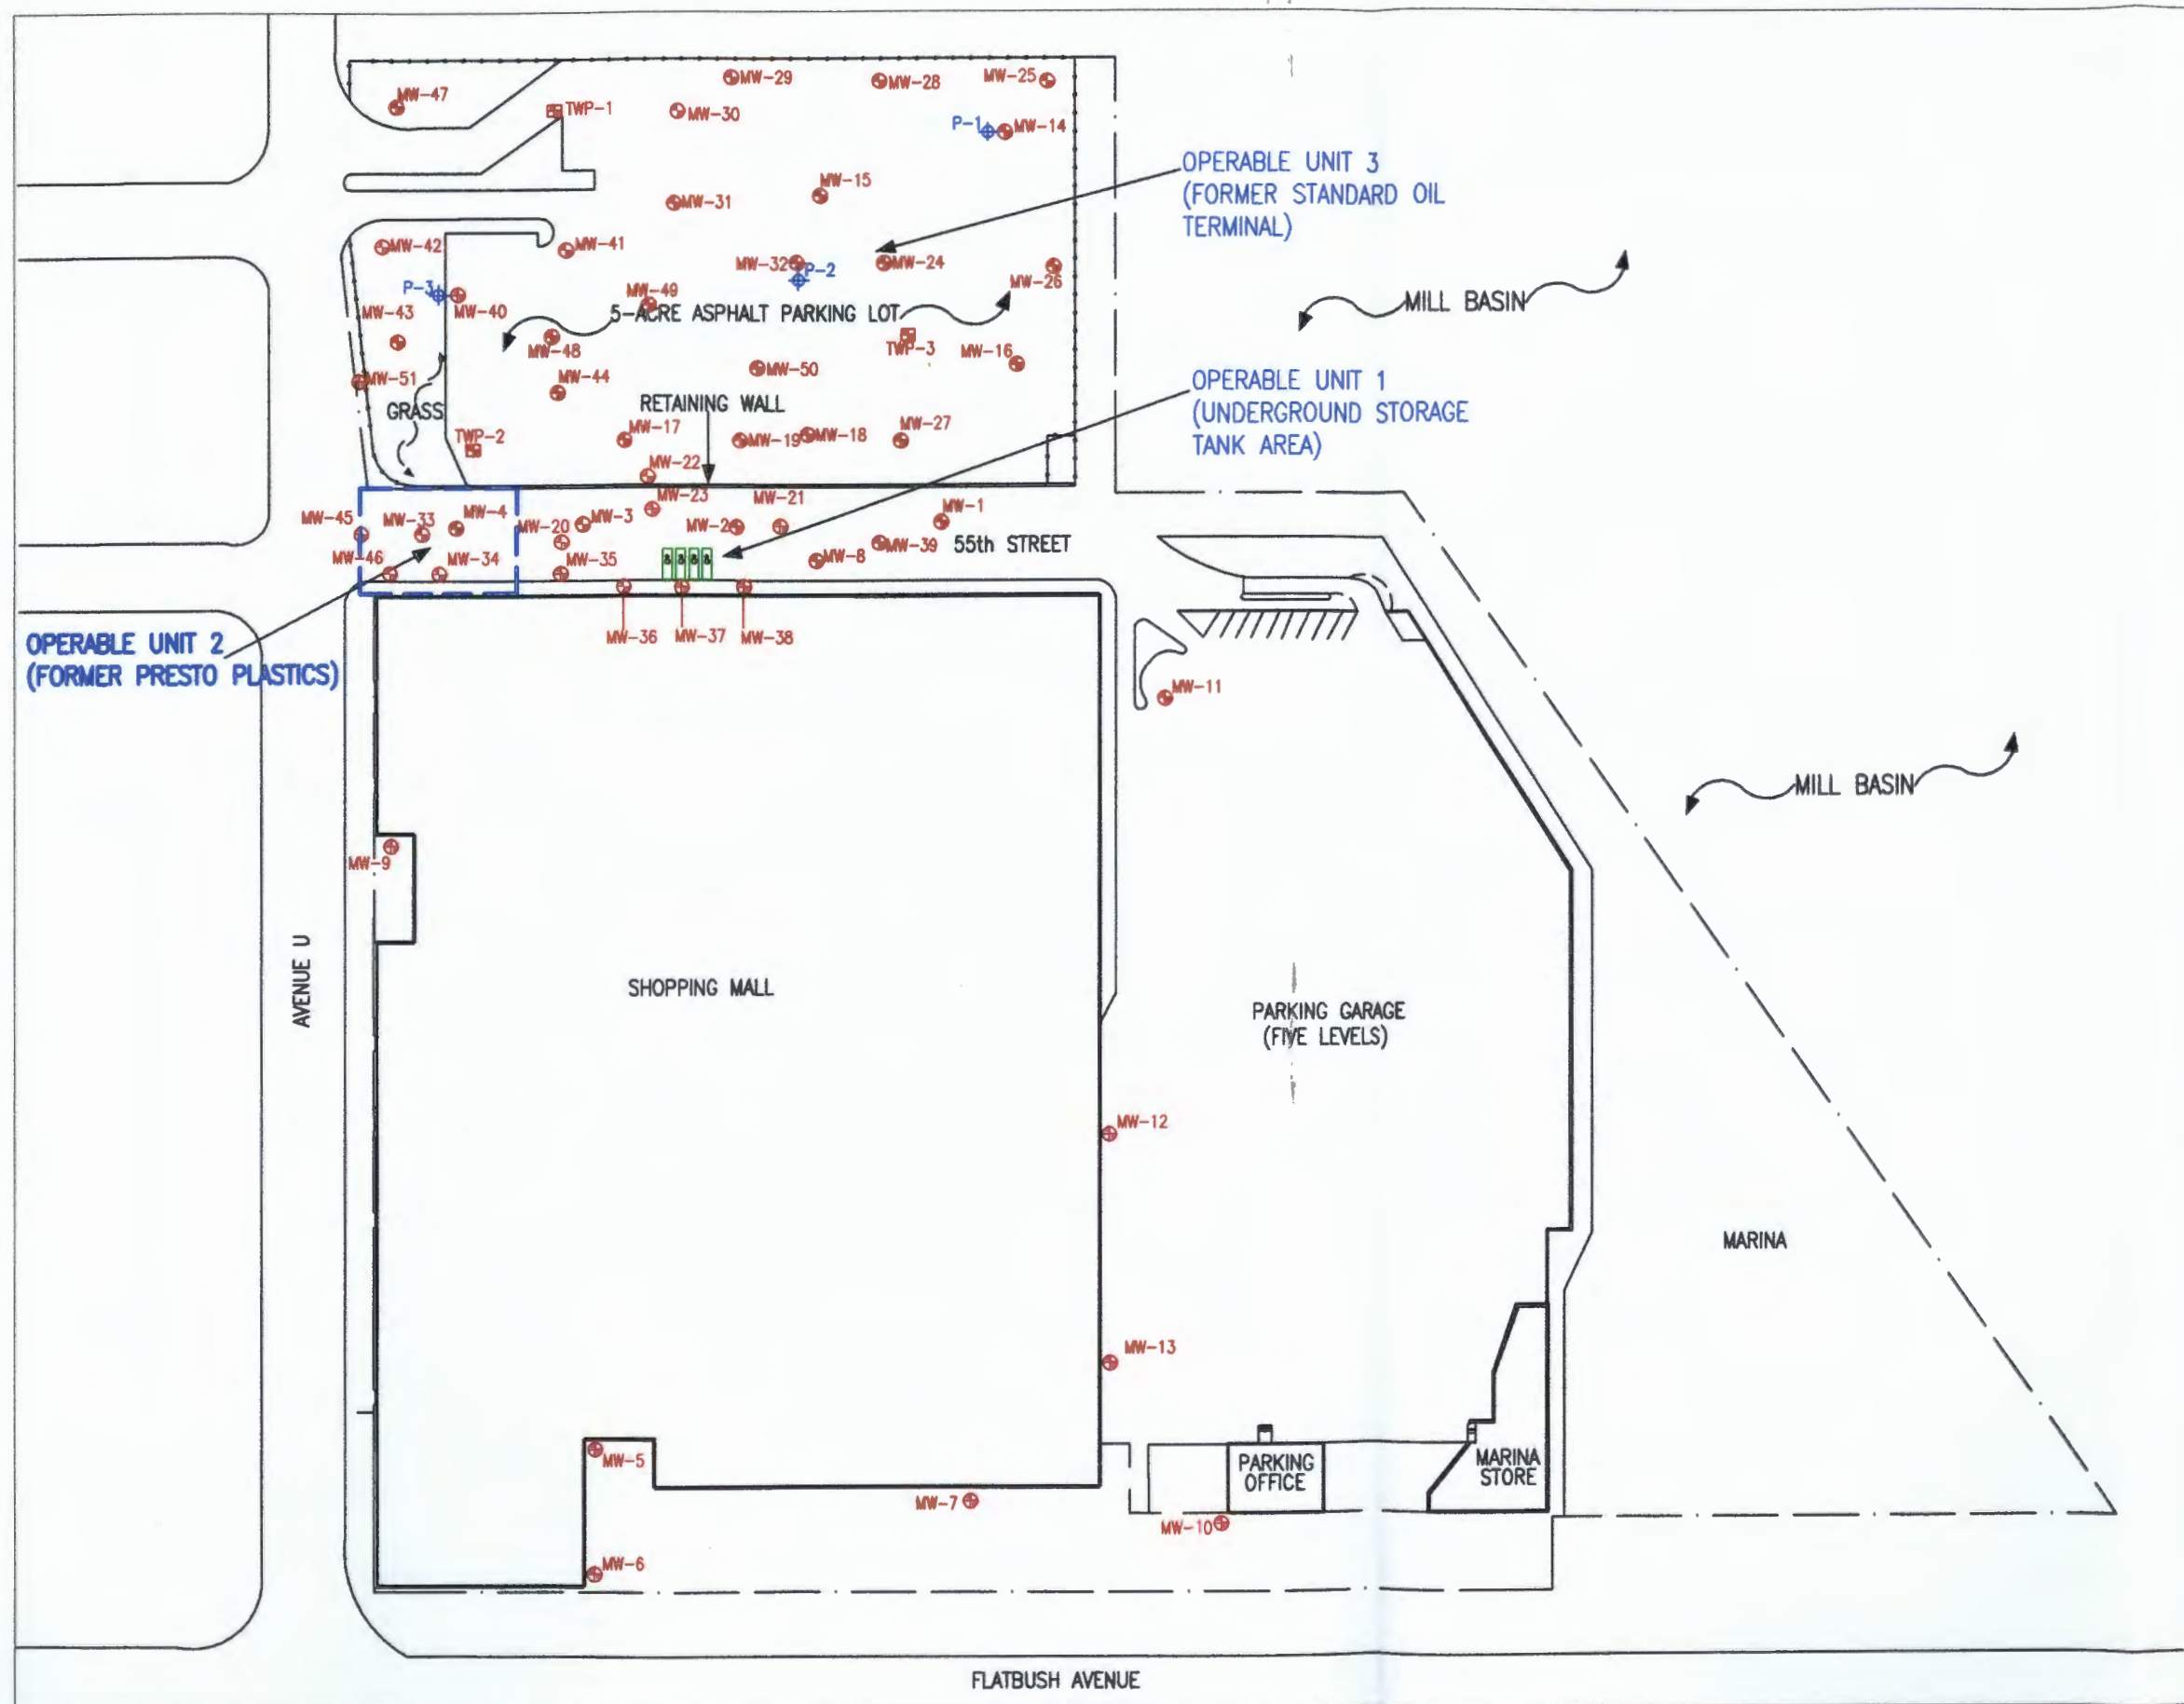 MW-29
MW-28
MW-25
MW-47
TWP-1
MW-30
P-1
MW-14
OPERABLE UNIT 3
(FORMER STANDARD OIL
TERMINAL)
MW-15
MW-31
MW-42
MW-41
MW-32
P-2
MW-24
MW-26
P-3
MW-40
MW-49
MW-43
5-ACRE ASPHALT PARKING LOT
MILL BASIN
MW-48
TWP-3
MW-16
MW-51
MW-44
MW-50
OPERABLE UNIT 1
(UNDERGROUND STORAGE
TANK AREA)
GRASS
RETAINING WALL
TWP-2
MW-17
MW-19
MW-18
MW-27
MW-22
MW-23
MW-21
MW-45
MW-33
MW-4
MW-20
MW-3
MW-2
MW-1
MW-46
MW-34
MW-35
MW-8
MW-39
55th STREET
MW-36
MW-37
MW-38
OPERABLE UNIT 2
(FORMER PRESTO PLASTICS)
MW-11
MILL BASIN
MW-9
AVENUE U
SHOPPING MALL
PARKING GARAGE
(FIVE LEVELS)
MW-12
MARINA
MW-13
MW-5
PARKING
OFFICE
MARINA
STORE
MW-7
MW-10
MW-6
FLATBUSH AVENUE